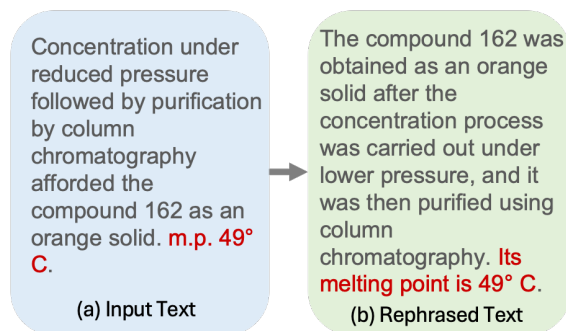 Concentration under
reduced pressure
followed by purification
by column
chromatography
afforded the
compound 162 as an
orange solid. m.p. 49°
C.
(a) Input Text
The compound 162 was
obtained as an orange
solid after the
concentration process
was carried out under
lower pressure, and it
was then purified using
column
chromatography. Its
melting point is 49° C.
(b) Rephrased Text